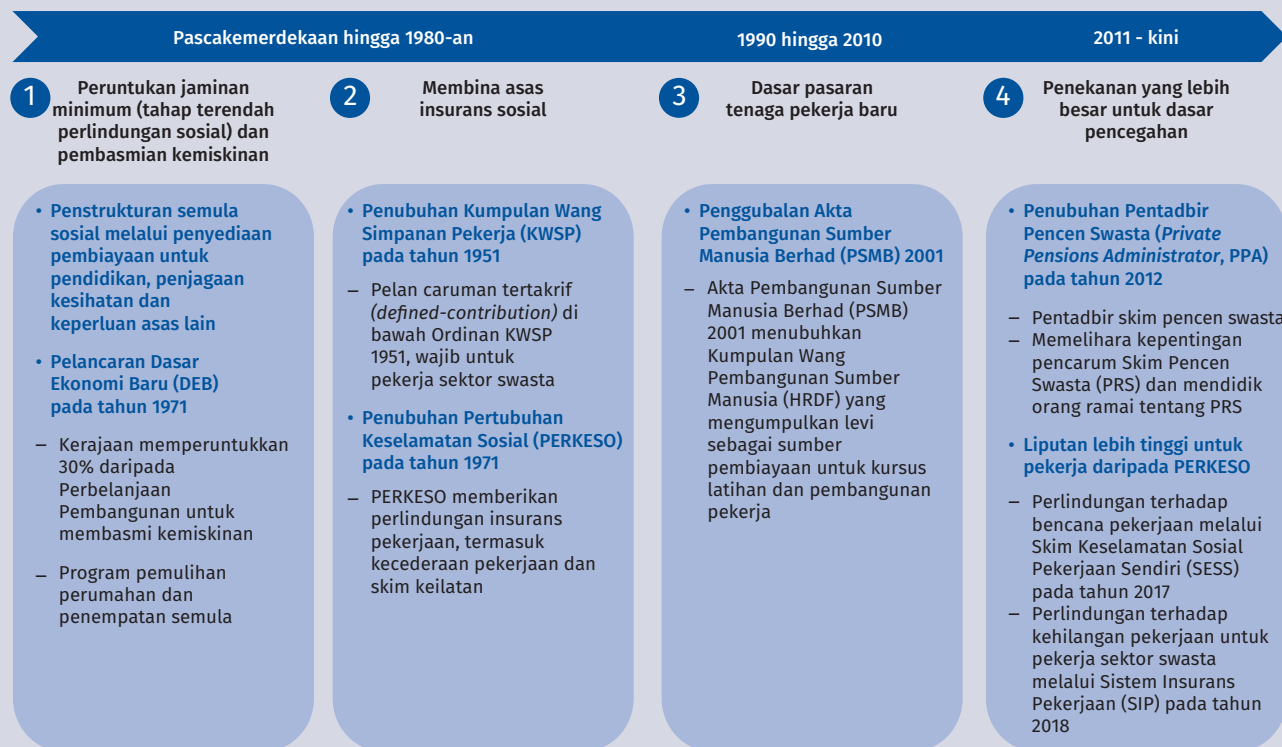 Pascakemerdekaan hingga 1980-an
1990 hingga 2010
2011 - kini
1
Peruntukan jaminan
minimum (tahap terendah
perlindungan sosial) dan
pembasmian kemiskinan
• Penstrukturan semula
sosial melalui penyediaan
pembiayaan untuk
pendidikan, penjagaan
kesihatan dan
keperluan asas lain
• Pelancaran Dasar
Ekonomi Baru (DEB)
pada tahun 1971
– Kerajaan memperuntukkan
30% daripada
Perbelanjaan
Pembangunan untuk
membasmi kemiskinan
– Program pemulihan
perumahan dan
penempatan semula
2
Membina asas
insurans sosial
• Penubuhan Kumpulan Wang
Simpanan Pekerja (KWSP)
pada tahun 1951
– Pelan caruman tertakrif
(defined-contribution) di
bawah Ordinan KWSP
1951, wajib untuk
pekerja sektor swasta
• Penubuhan Pertubuhan
Keselamatan Sosial (PERKESO)
pada tahun 1971
– PERKESO memberikan
perlindungan insurans
pekerjaan, termasuk
kecederaan pekerjaan dan
skim keilatan
3
Dasar pasaran
tenaga pekerja baru
• Penggubalan Akta
Pembangunan Sumber
Manusia Berhad (PSMB) 2001
– Akta Pembangunan Sumber
Manusia Berhad (PSMB)
2001 menubuhkan
Kumpulan Wang
Pembangunan Sumber
Manusia (HRDF) yang
mengumpulkan levi
sebagai sumber
pembiayaan untuk kursus
latihan dan pembangunan
pekerja
4
Penekanan yang lebih
besar untuk dasar
pencegahan
• Penubuhan Pentadbir
Pencen Swasta (Private
Pensions Administrator, PPA)
pada tahun 2012
– Pentadbir skim pencen swasta
– Memelihara kepentingan
pencarum Skim Pencen
Swasta (PRS) dan mendidik
orang ramai tentang PRS
• Liputan lebih tinggi untuk
pekerja daripada PERKESO
– Perlindungan terhadap
bencana pekerjaan melalui
Skim Keselamatan Sosial
Pekerjaan Sendiri (SESS)
pada tahun 2017
– Perlindungan terhadap
kehilangan pekerjaan untuk
pekerja sektor swasta
melalui Sistem Insurans
Pekerjaan (SIP) pada tahun
2018